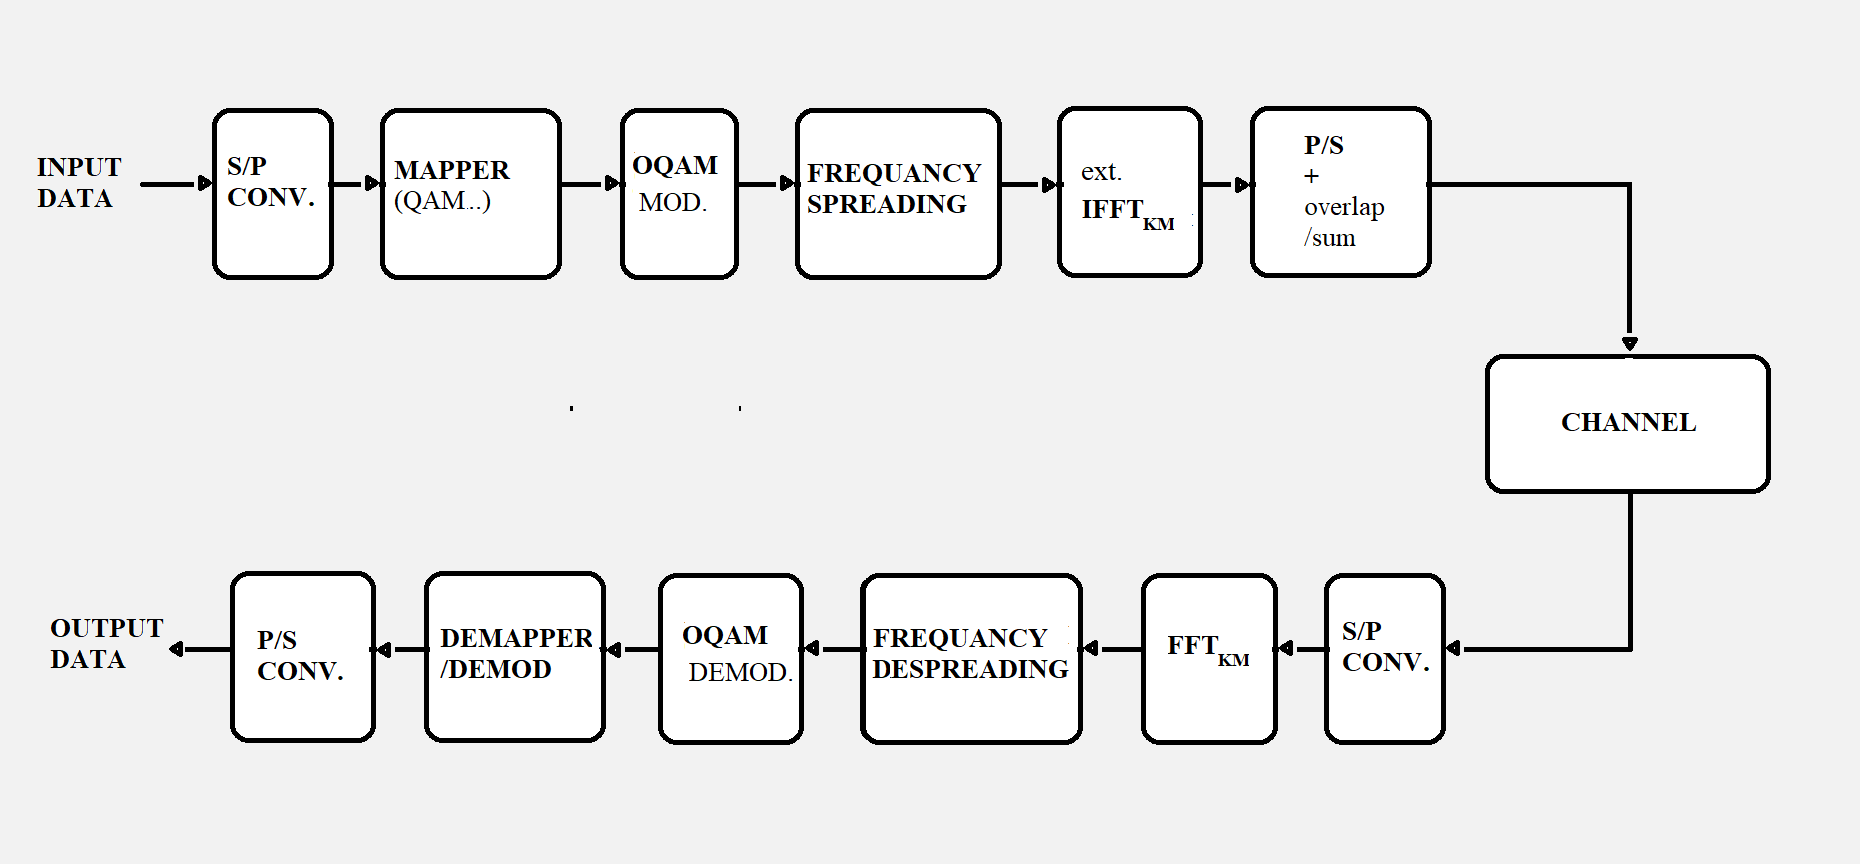 INPUT
DATA
S/P
CONV.
MAPPER
(QAM...)
OQAM
MOD.
FREQUANCY
SPREADING
ext.
IFFTKM
P/S
+
overlap
/sum
CHANNEL
OUTPUT
DATA
P/S
CONV.
DEMAPPER
/DEMOD
OQAM
DEMOD.
FREQUANCY
DESPREADING
FFTKM
S/P
CONV.